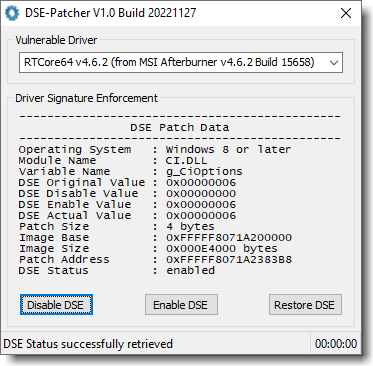 DSE-Patcher V1.0 Build 20221127
Vulnerable Driver
RTCore64 v4.6.2 (from MSI Afterburner v4.6.2 Build 15658)
Driver Signature Enforcement
--------------------------------------------------
DSE Patch Data
--------------------------------------------------
Operating System : Windows 8 or later
Module Name : CI.DLL
Variable Name : g_CiOptions
DSE Original Value : 0x00000006
DSE Disable Value : 0x00000000
DSE Enable Value : 0x00000006
DSE Actual Value : 0x00000006
Patch Size : 4 bytes
Image Base : 0xFFFFF8071A200000
Image Size : 0x000E4000 bytes
Patch Address : 0xFFFFF8071A2383B8
DSE Status : enabled
Disable DSE Enable DSE Restore DSE
DSE Status successfully retrieved 00:00:00